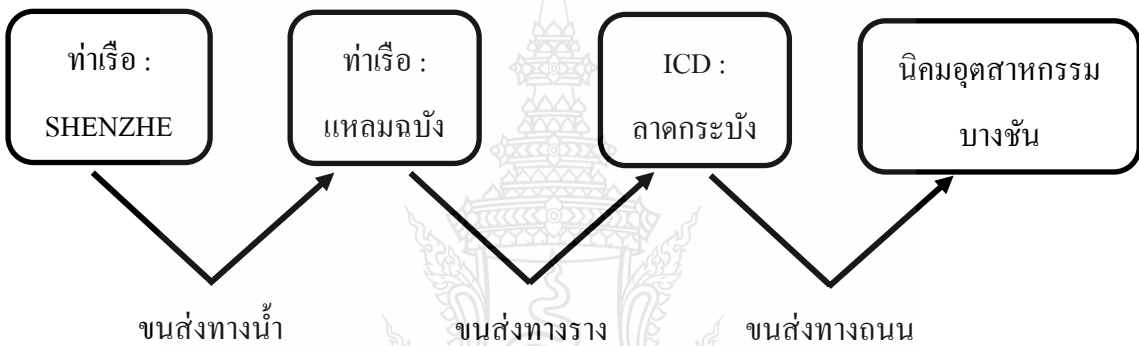 ท่าเรือ :
SHENZHE
ท่าเรือ :
แหลมฉบัง
ICD :
ลาดกระบัง
นิคมอุตสาหกรรม
บางชัน
ขนส่งทางน้ำ
ขนส่งทางราง
ขนส่งทางถนน